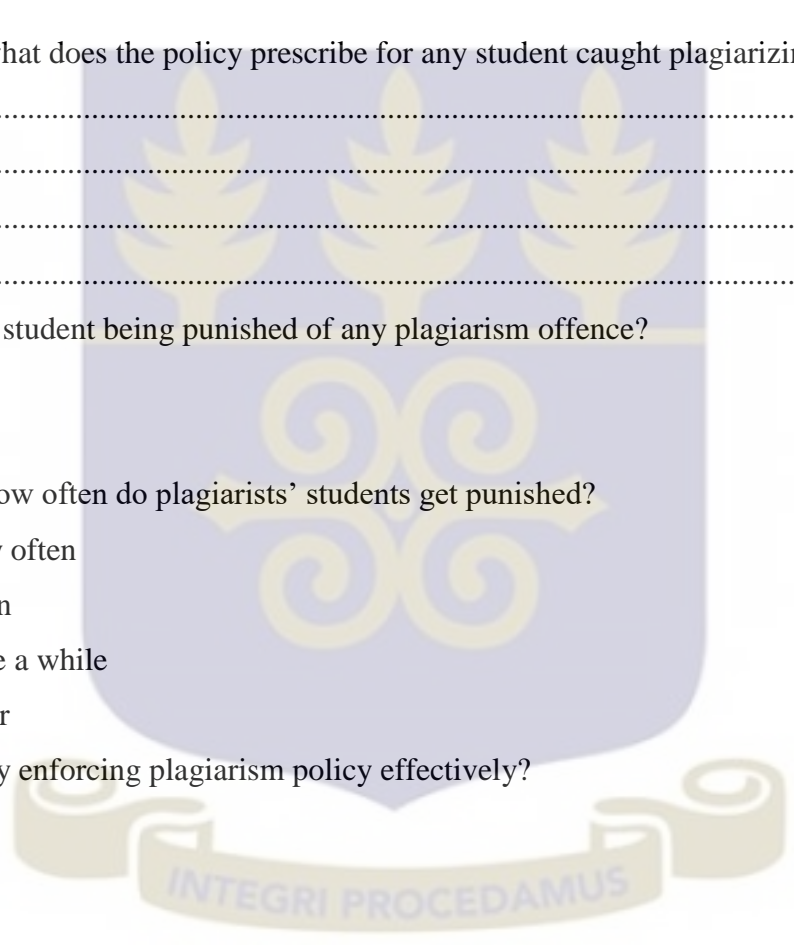 hat does the policy prescribe for any student caught plagiarizin
....................................................................................................
....................................................................................................
....................................................................................................
....................................................................................................
student being punished of any plagiarism offence?
ow often do plagiarists’ students get punished?
often
n
e a while
r
y enforcing plagiarism policy effectively?
INTEGRI PROCEDAMUS